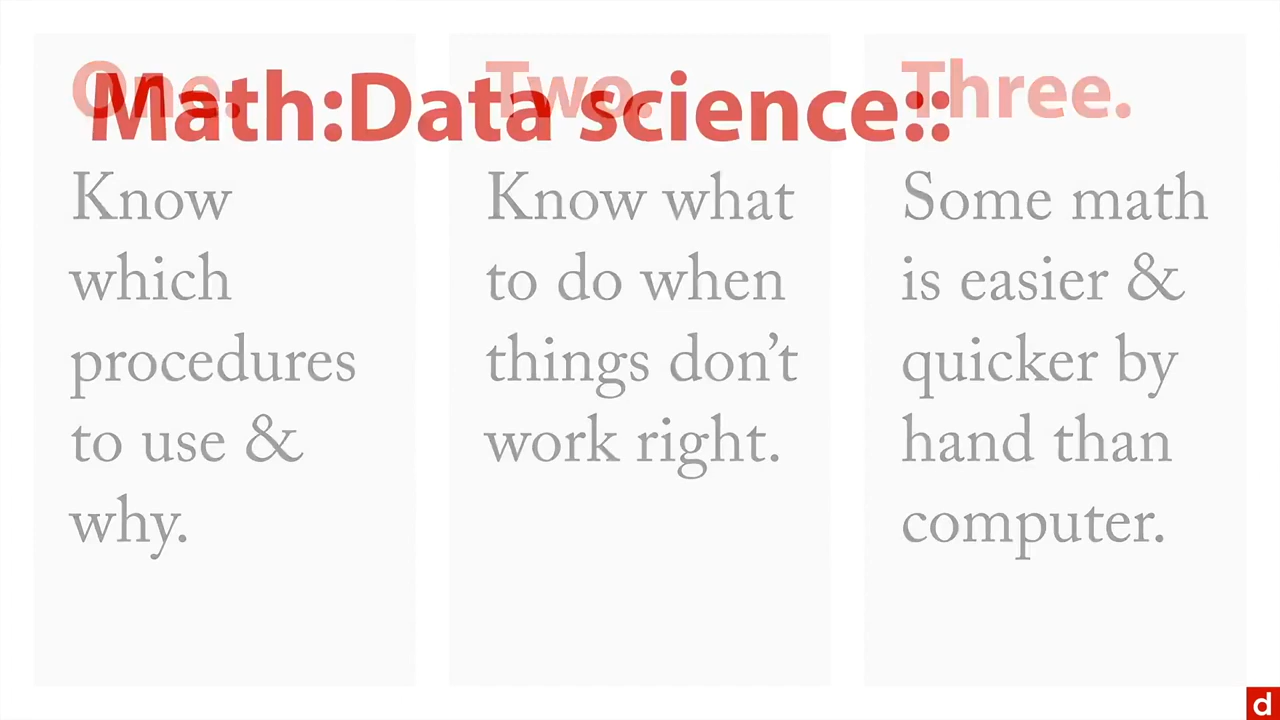 Math:Data science::
One.
Know
which
procedures
to use &
why.
Two.
Know what
to do when
things don’t
work right.
Three.
Some math
is easier &
quicker by
hand than
computer.
d